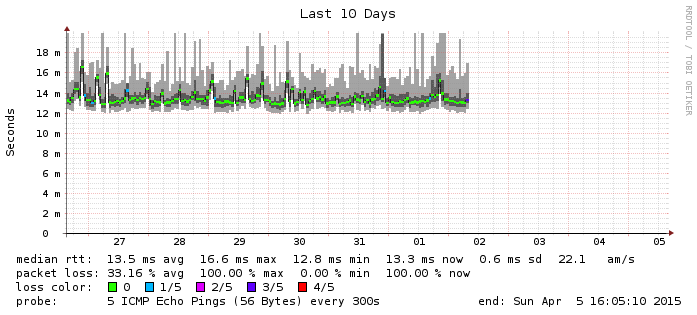 Last 10 Days
RRDTOOL / TOBI OETIKER
Seconds
18 m
16 m
14 m
12 m
10 m
8 m
6 m
4 m
2 m
0
27 28 29 30 31 01 02 03 04 05
median rtt: 13.5 ms avg 16.6 ms max 12.8 ms min 13.3 ms now 0.6 ms sd 22.1 am/s
packet loss: 33.16 % avg 100.00 % max 0.00 % min 100.00 % now
loss color: 0 1/5 2/5 3/5 4/5
probe: 5 ICMP Echo Pings (56 Bytes) every 300s end: Sun Apr 5 16:05:10 2015